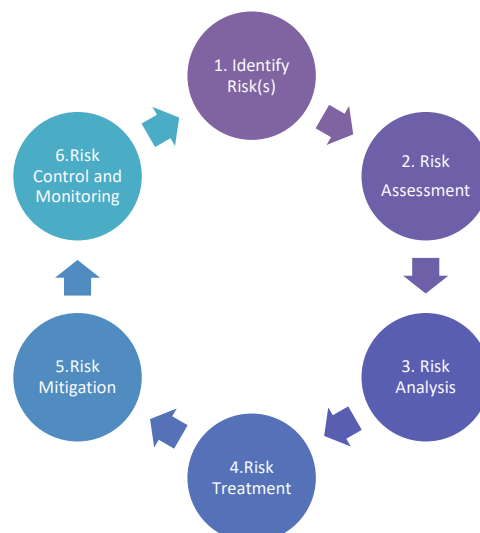 1. Identify
Risk(s)
2. Risk
Assessment
3. Risk
Analysis
4.Risk
Treatment
5.Risk
Mitigation
6.Risk
Control and
Monitoring